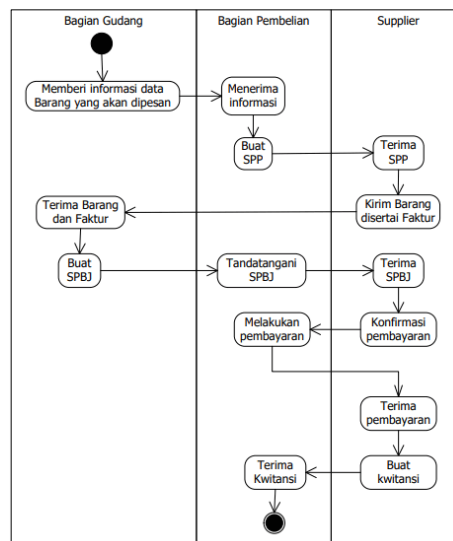 Bagian Gudang
Bagian Pembelian
Supplier
Memberi informasi data
Barang yang akan dipesan
Menerima
informasi
Buat
SPP
Terima
SPP
Kirim Barang
disertai Faktur
Terima Barang
dan Faktur
Buat
SPBJ
Tandatangani
SPBJ
Terima
SPBJ
Konfirmasi
pembayaran
Melakukan
pembayaran
Terima
pembayaran
Buat
kwitansi
Terima
Kwitansi